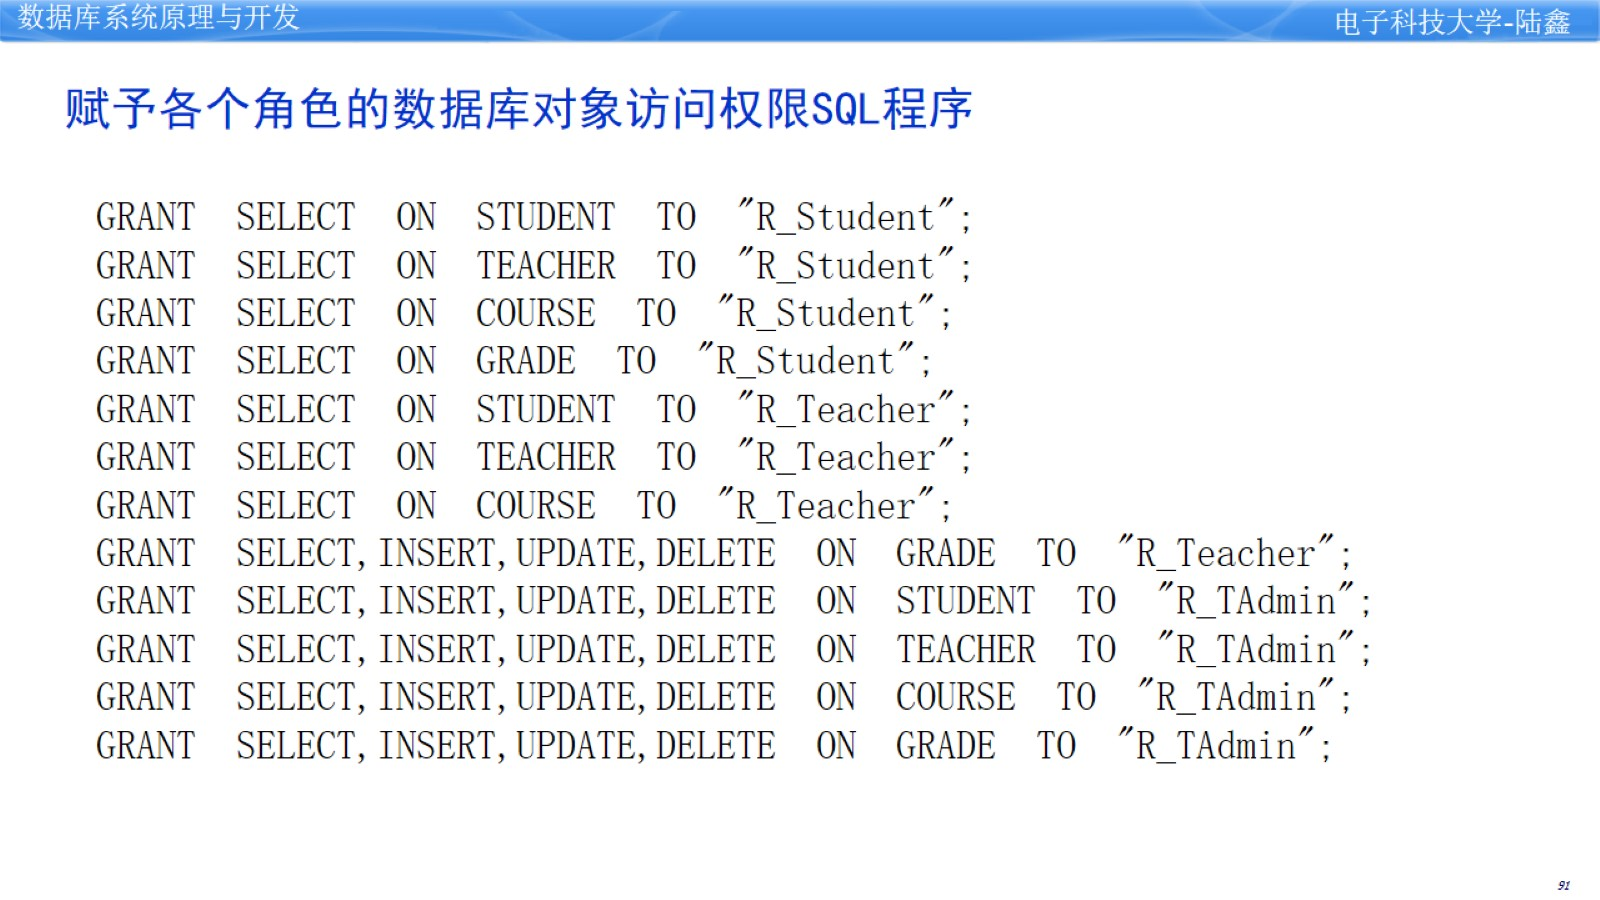 数据库系统原理与开发
电子科技大学-陆鑫
赋予各个角色的数据库对象访问权限SQL程序
GRANT SELECT ON STUDENT TO "R_Student";
GRANT SELECT ON TEACHER TO "R_Student";
GRANT SELECT ON COURSE TO "R_Student";
GRANT SELECT ON GRADE TO "R_Student";
GRANT SELECT ON STUDENT TO "R_Teacher";
GRANT SELECT ON TEACHER TO "R_Teacher";
GRANT SELECT ON COURSE TO "R_Teacher";
GRANT SELECT,INSERT,UPDATE,DELETE ON GRADE TO "R_Teacher";
GRANT SELECT,INSERT,UPDATE,DELETE ON STUDENT TO "R_TAdmin";
GRANT SELECT,INSERT,UPDATE,DELETE ON TEACHER TO "R_TAdmin";
GRANT SELECT,INSERT,UPDATE,DELETE ON COURSE TO "R_TAdmin";
GRANT SELECT,INSERT,UPDATE,DELETE ON GRADE TO "R_TAdmin";
91